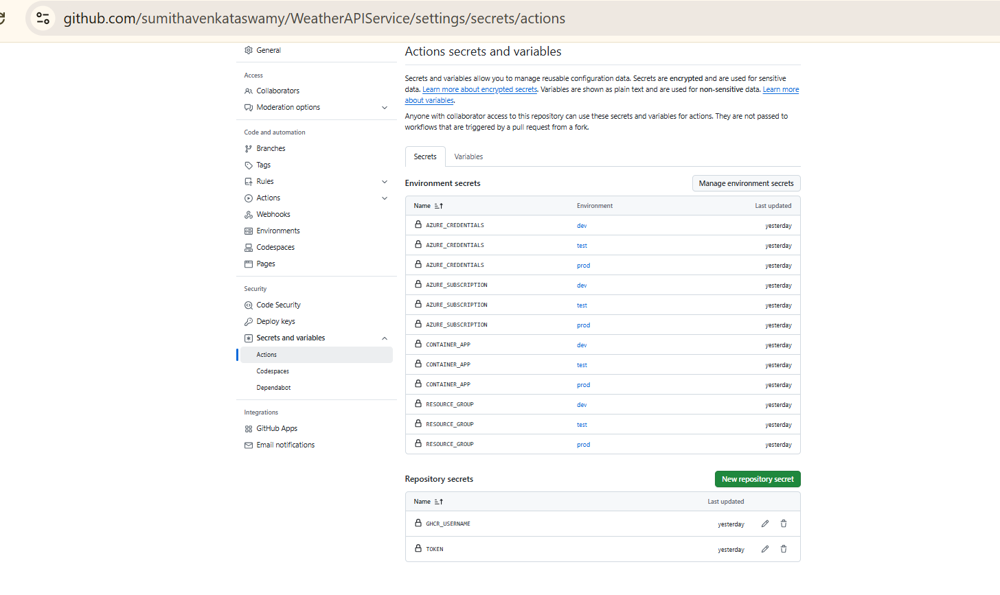 github.com/sumithavenkataswamy/WeatherAPIService/settings/secrets/actions
General
Access
Collaborators
Moderation options
Code and automation
Branches
Tags
Rules
Actions
Webhooks
Environments
Codespaces
Pages
Security
Code Security
Deploy keys
Secrets and variables
Actions
Codespaces
Dependabot
Integrations
GitHub Apps
Email notifications
Actions secrets and variables
Secrets and variables allow you to manage reusable configuration data. Secrets are encrypted and are used for sensitive
data. Learn more about encrypted secrets. Variables are shown as plain text and are used for non-sensitive data. Learn more
about variables.
Anyone with collaborator access to this repository can use these secrets and variables for actions. They are not passed to
workflows that are triggered by a pull request from a fork.
Secrets Variables
Environment secrets Manage environment secrets
Name Environment Last updated
AZURE_CREDENTIALS dev yesterday
AZURE_CREDENTIALS test yesterday
AZURE_CREDENTIALS prod yesterday
AZURE_SUBSCRIPTION dev yesterday
AZURE_SUBSCRIPTION test yesterday
AZURE_SUBSCRIPTION prod yesterday
CONTAINER_APP dev yesterday
CONTAINER_APP test yesterday
CONTAINER_APP prod yesterday
RESOURCE_GROUP dev yesterday
RESOURCE_GROUP test yesterday
RESOURCE_GROUP prod yesterday
Repository secrets New repository secret
Name Last updated
GHCR_USERNAME yesterday
TOKEN yesterday